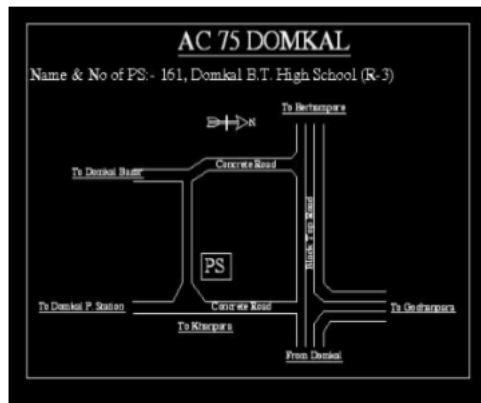 AC 75 DOMKAL
Name & No of PS:- 161, Domkal B.T. High School (R-3)
To Berhampare
N
Concrete Road
To Domkal Bazar
Black Top Road
PS
To Domkal P. Station
Concrete Road
To Godhanpara
To Khanpara
From Domkal